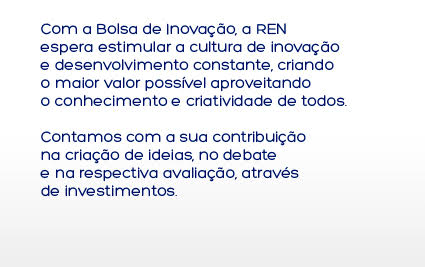 Com a Bolsa de Inovação, a REN
espera estimular a cultura de inovação
e desenvolvimento constante, criando
o maior valor possível aproveitando
o conhecimento e criatividade de todos.

Contamos com a sua contribuição
na criação de ideias, no debate
e na respectiva avaliação, através
de investimentos.